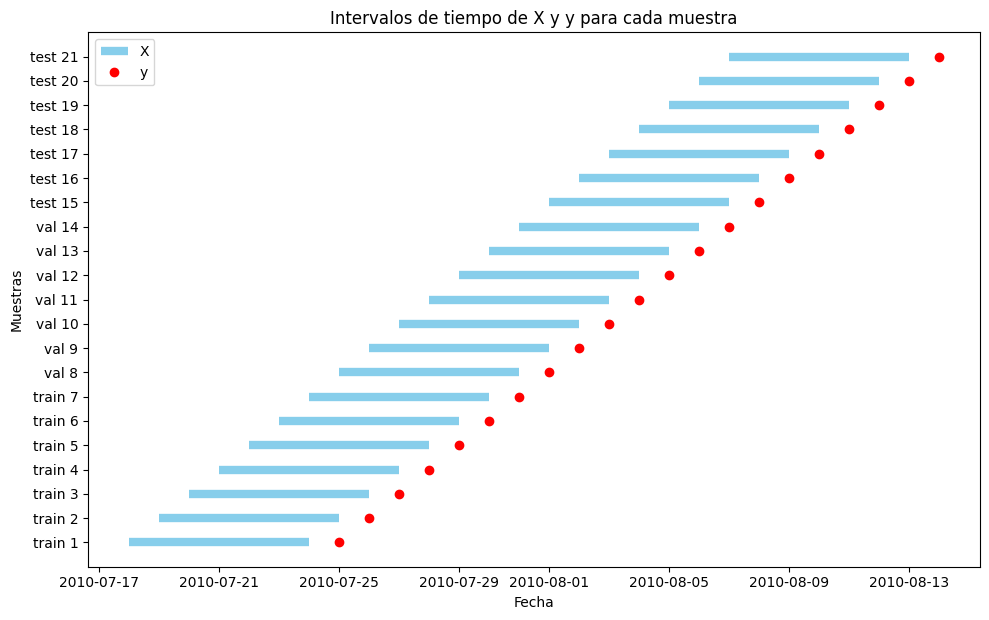 Intervalos de tiempo de X y y para cada muestra
X
y
Muestras
test 21
test 20
test 19
test 18
test 17
test 16
test 15
val 14
val 13
val 12
val 11
val 10
val 9
val 8
train 7
train 6
train 5
train 4
train 3
train 2
train 1
2010-07-17 2010-07-21 2010-07-25 2010-07-29 2010-08-01 2010-08-05 2010-08-09 2010-08-13
Fecha